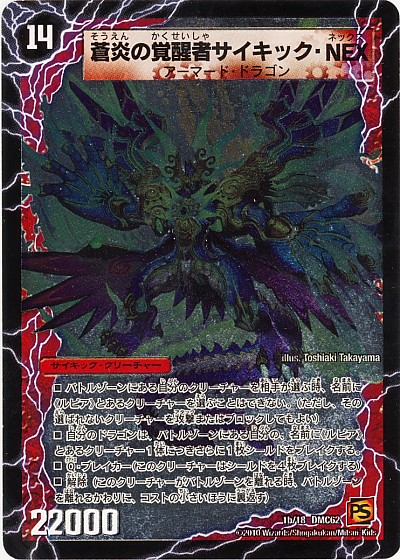 14
そうえん かくせいしゃ ネックス
蒼炎の覚醒者サイキック・NEX
アーマード・ドラゴン
illus. Toshiaki Takayama
サイキック・クリーチャー
■ バトルゾーンにある自分のクリーチャーを相手が選ぶ時、名前に
《ルピア》とあるクリーチャーを選ぶことはできない。(ただし、その
選ばれないクリーチャーを攻撃またはブロックしてもよい)
■ 自分のドラゴンは、バトルゾーンにある自分の、名前に《ルピア》と
あるクリーチャー1体につきさらに1枚シールドをブレイクする。
■ Q・ブレイカー(このクリーチャーはシールドを4枚ブレイクする)
■ 解除 (このクリーチャーがバトルゾーンを離れる時、バトルゾーン
を離れるかわりに、コストの小さいほうに裏返す)
22000
1b/18 DMC62
PS
©2010 Wizards/Shogakukan/Mitsui-Kids